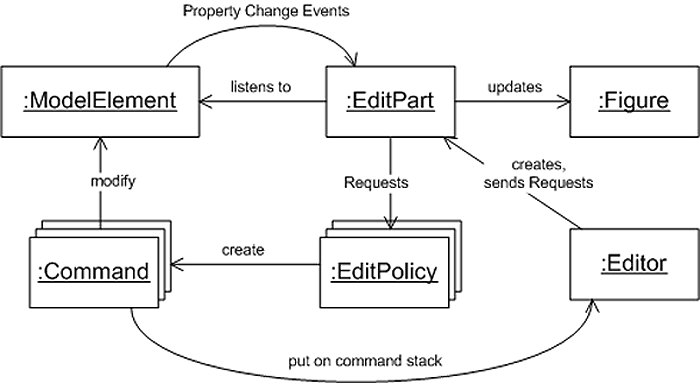 Property Change Events
:ModelElement
listens to
:EditPart
updates
:Figure
modify
Requests
creates,
sends Requests
:Command
create
:EditPolicy
:Editor
put on command stack